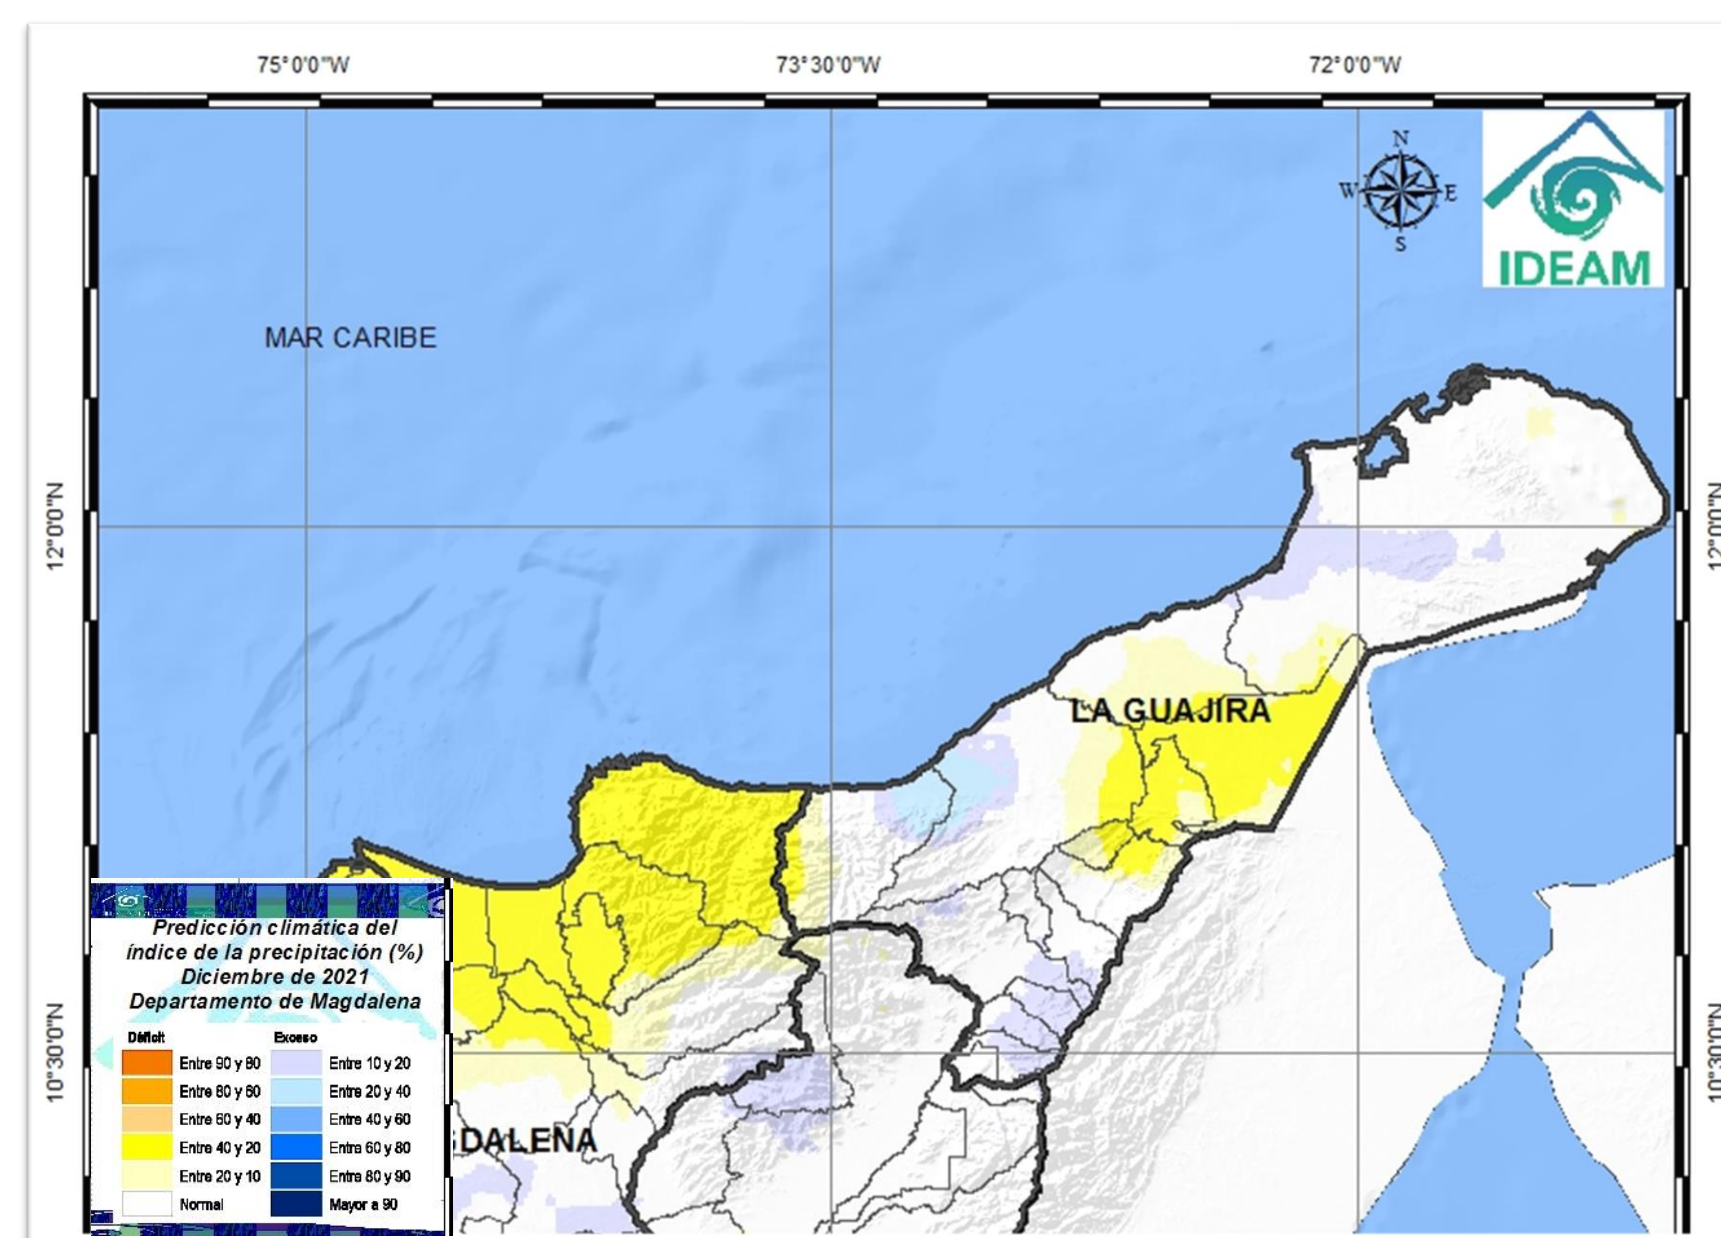 75°0'0"W
73°30'0"W
72°0'0"W
N
W
E
S
IDEAM
MAR CARIBE
12°0'0"N
12°0'0"N
LA GUAJIRA
Predicción climática del
índice de la precipitación (%)
Diciembre de 2021
Departamento de Magdalena
Déficit
Exceso
Entre 90 y 80
Entre 10 y 20
Entre 80 y 60
Entre 20 y 40
Entre 60 y 40
Entre 40 y 60
Entre 40 y 20
Entre 60 y 80
Entre 20 y 10
Entre 80 y 90
Normal
Mayor a 90
10°30'0"N
10°30'0"N
GDALENA